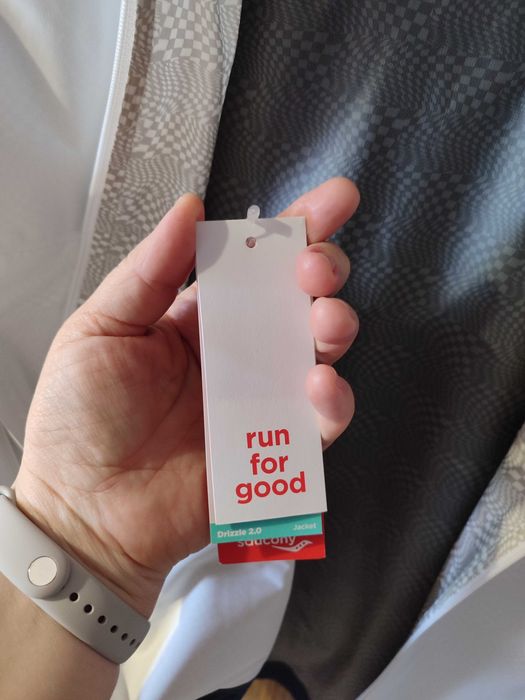 run
for
good
Drizzle 2.0 Jacket
saucony